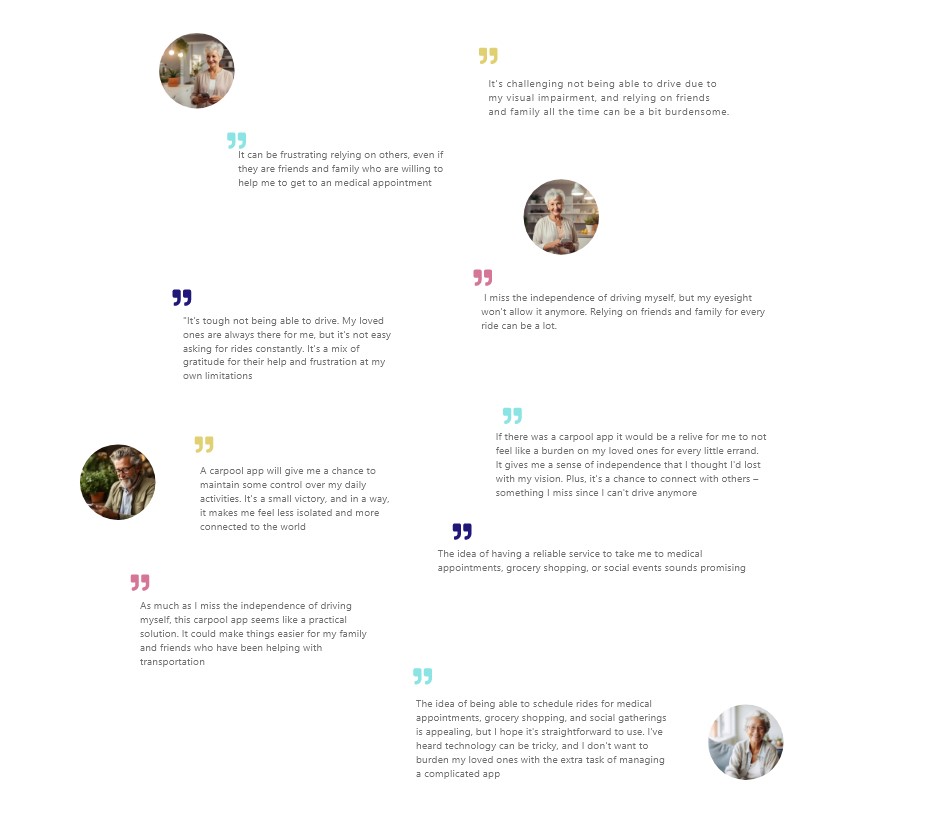 It's challenging not being able to drive due to
my visual impairment, and relying on friends
and family all the time can be a bit burdensome.
It can be frustrating relying on others, even if
they are friends and family who are willing to
help me to get to an medical appointment
I miss the independence of driving myself, but my eyesight
won't allow it anymore. Relying on friends and family for every
ride can be a lot.
"It's tough not being able to drive. My loved
ones are always there for me, but it's not easy
asking for rides constantly. It's a mix of
gratitude for their help and frustration at my
own limitations
If there was a carpool app it would be a relive for me to not
feel like a burden on my loved ones for every little errand.
It gives me a sense of independence that I thought I'd lost
with my vision. Plus, it's a chance to connect with others –
something I miss since I can't drive anymore
A carpool app will give me a chance to
maintain some control over my daily
activities. It's a small victory, and in a way,
it makes me feel less isolated and more
connected to the world
The idea of having a reliable service to take me to medical
appointments, grocery shopping, or social events sounds promising
As much as I miss the independence of driving
myself, this carpool app seems like a practical
solution. It could make things easier for my family
and friends who have been helping with
transportation
The idea of being able to schedule rides for medical
appointments, grocery shopping, and social gatherings
is appealing, but I hope it's straightforward to use. I've
heard technology can be tricky, and I don't want to
burden my loved ones with the extra task of managing
a complicated app